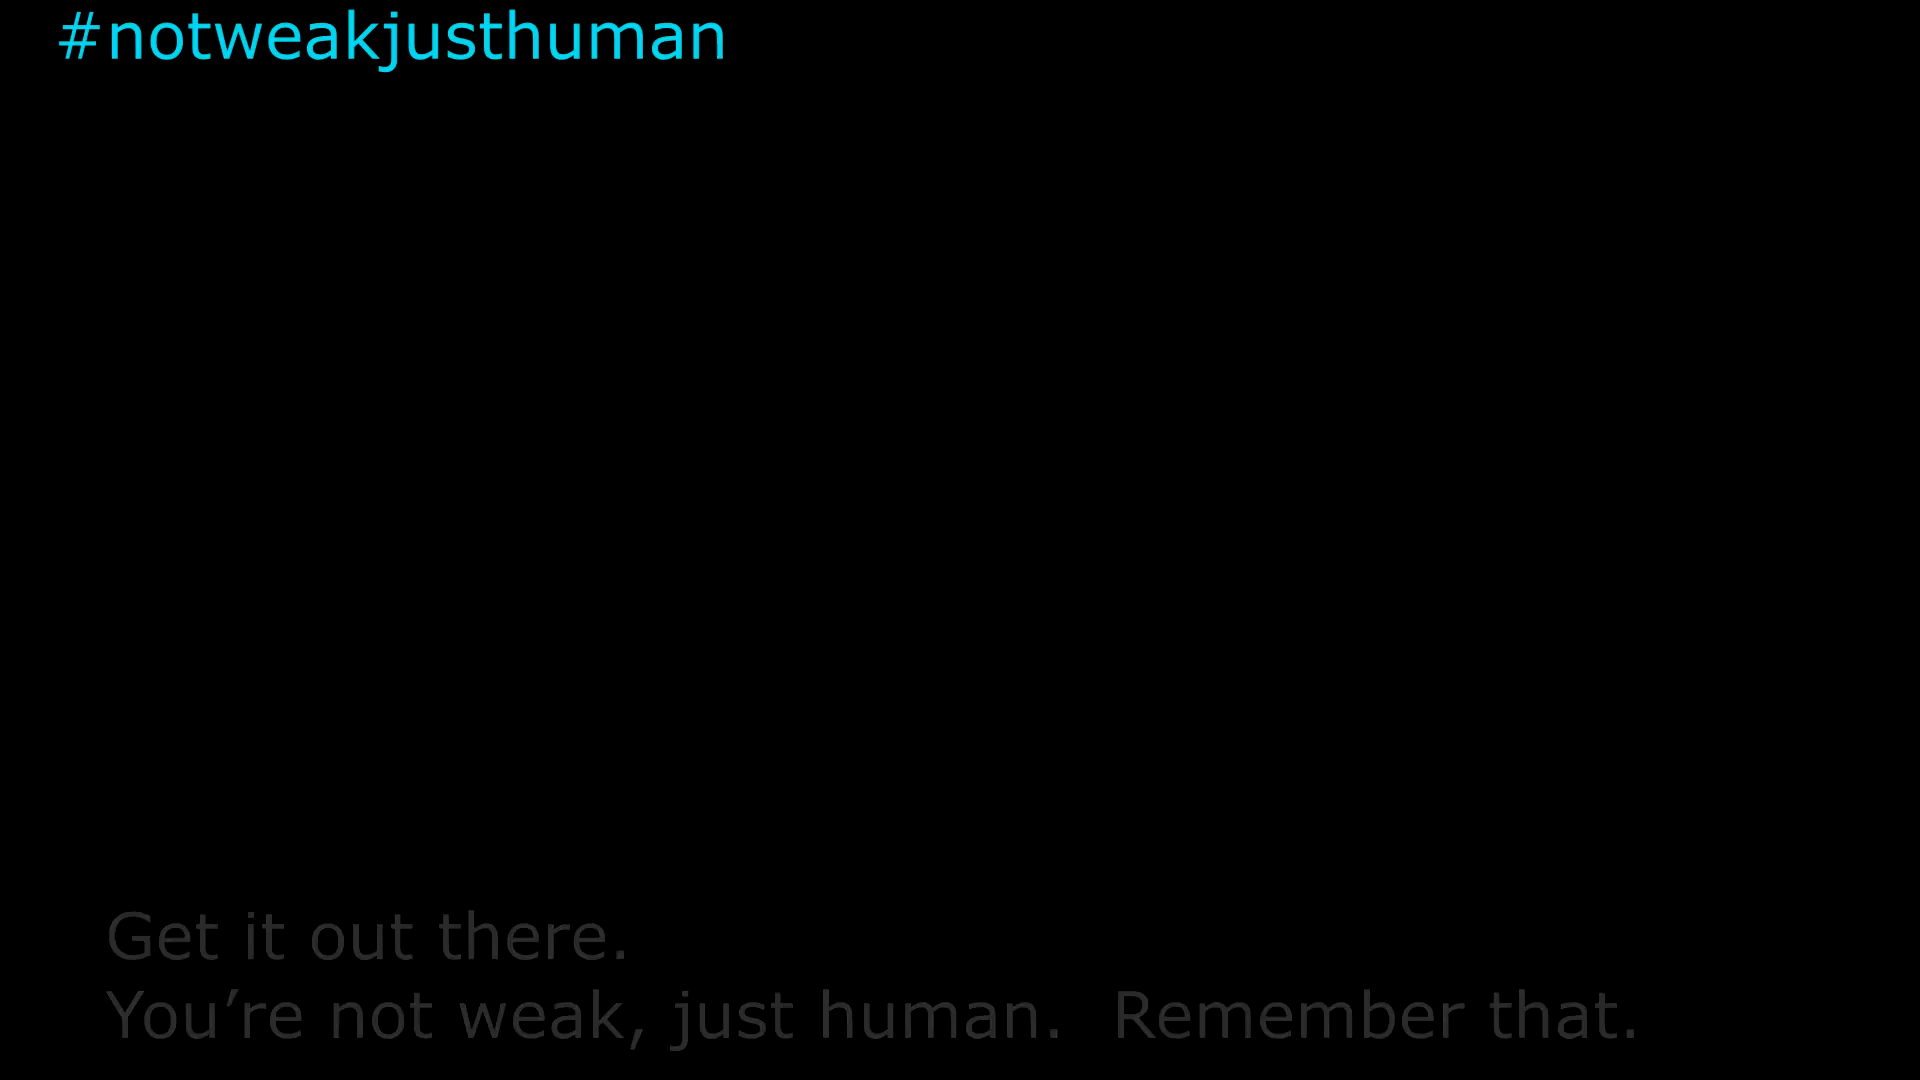 #notweakjusthuman
Get it out there.
You’re not weak, just human.  Remember that.